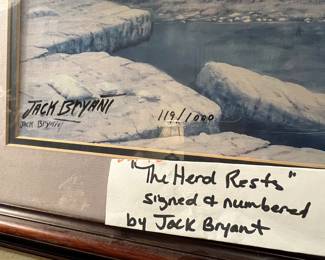 JACK BRYANT
Jack Bryant
119/1000
"The Herd Rests"
signed & numbered
by Jack Bryant